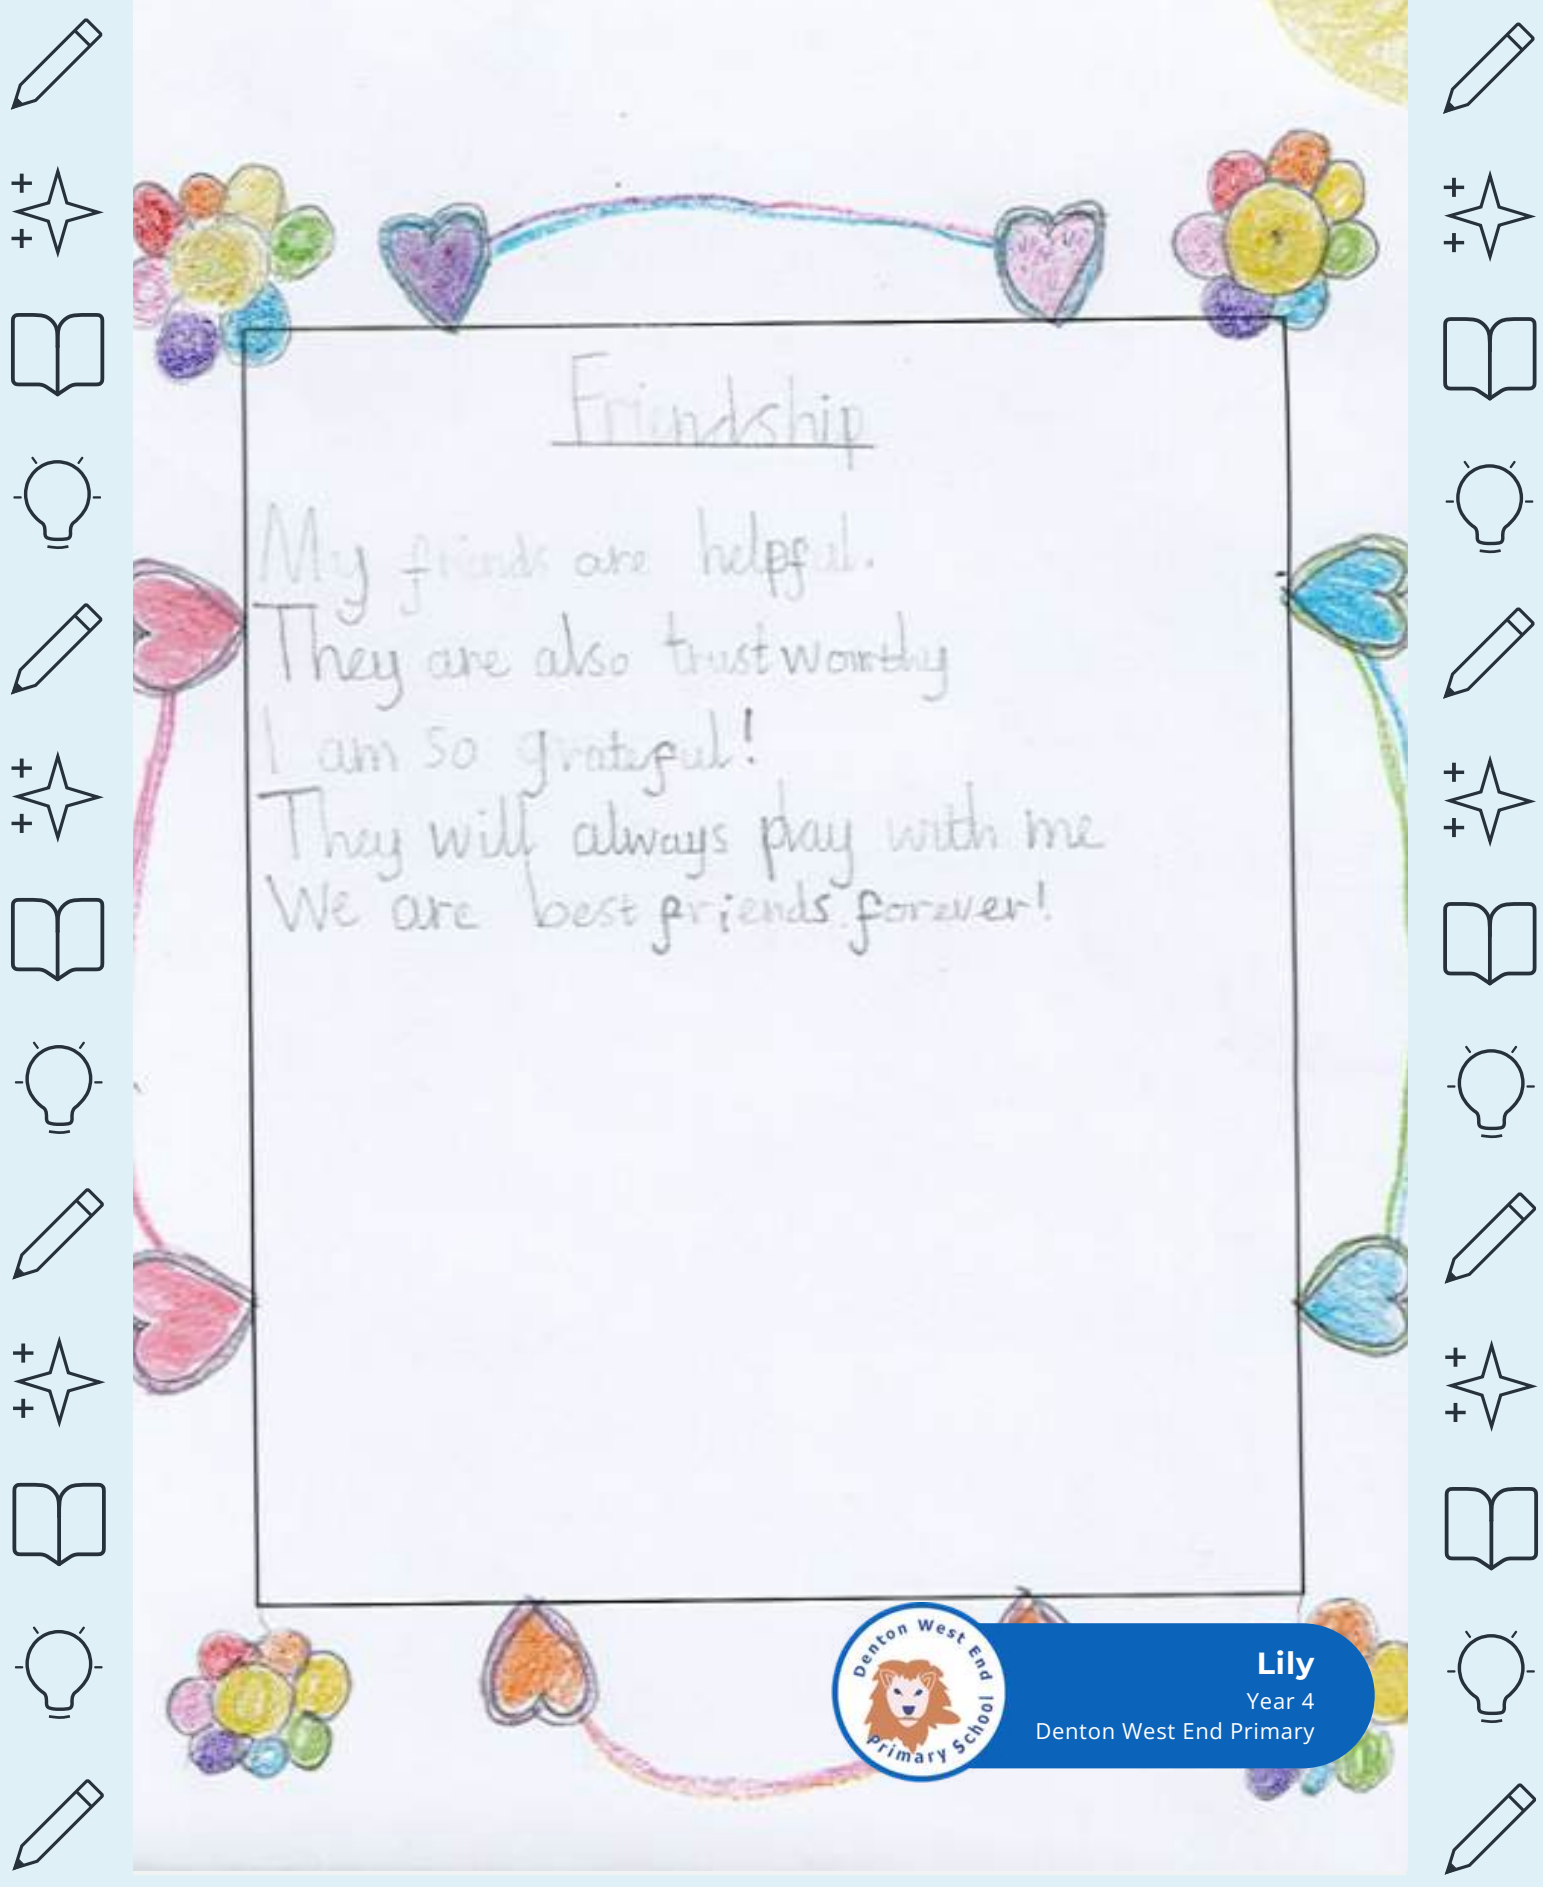 Friendship
My friends are helpful.
They are also trustworthy
I am so grateful!
They will always play with me
We are best friends forever!
Denton West End
Primary School
Lily
Year 4
Denton West End Primary